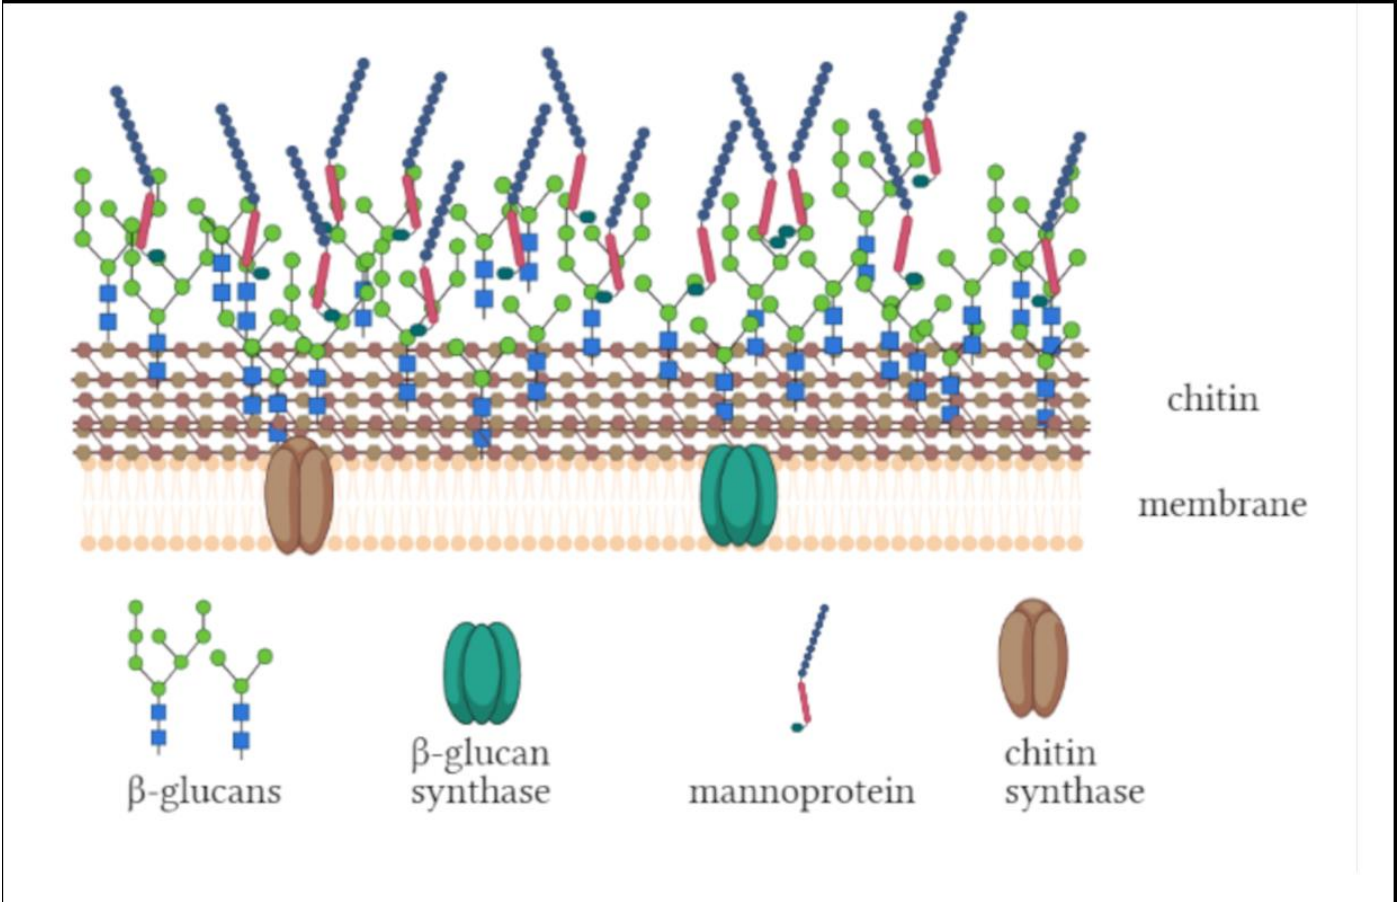 chitin
membrane
β-glucans
β-glucan
synthase
mannoprotein
chitin
synthase